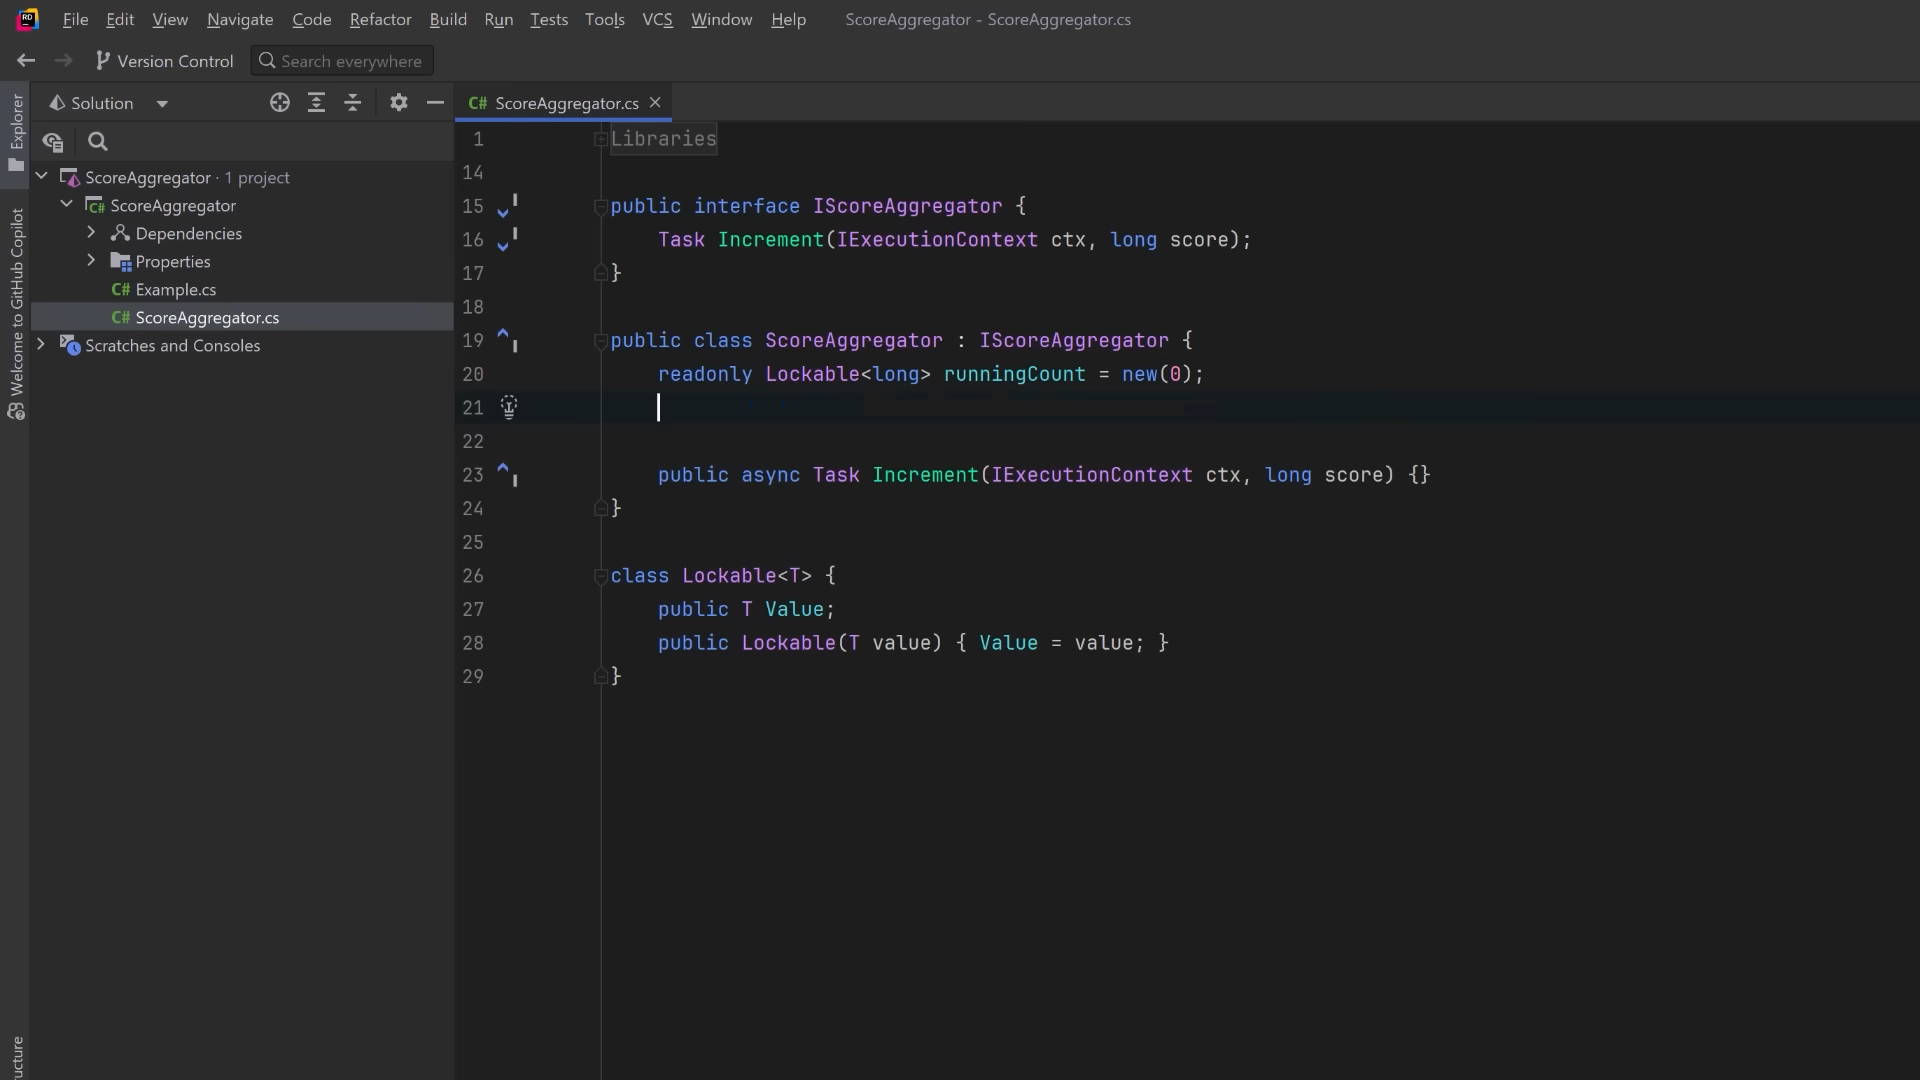 RD File Edit View Navigate Code Refactor Build Run Tests Tools VCS Window Help ScoreAggregator - ScoreAggregator.cs
Version Control Search everywhere
Explorer
Welcome to GitHub Copilot
ucture
Solution
ScoreAggregator · 1 project
C# ScoreAggregator
Dependencies
Properties
C# Example.cs
C# ScoreAggregator.cs
Scratches and Consoles
C# ScoreAggregator.cs
1 Libraries
14
15 public interface IScoreAggregator {
16 Task Increment(IExecutionContext ctx, long score);
17 }
18
19 public class ScoreAggregator : IScoreAggregator {
20 readonly Lockable<long> runningCount = new(0);
21
22
23 public async Task Increment(IExecutionContext ctx, long score) {}
24 }
25
26 class Lockable<T> {
27 public T Value;
28 public Lockable(T value) { Value = value; }
29 }